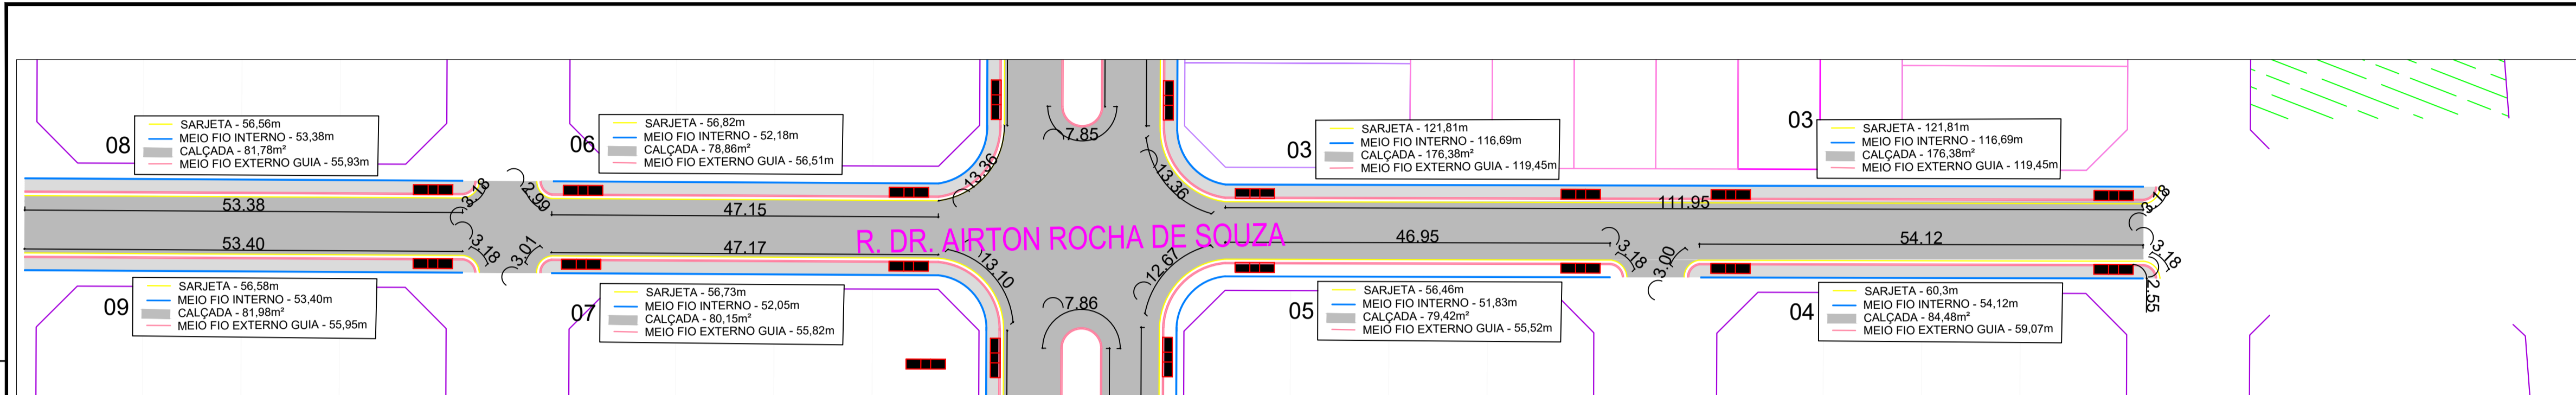 08
SARJETA - 56,56m
MEIO FIO INTERNO - 53,38m
CALÇADA - 81,78m²
MEIO FIO EXTERNO GUIA - 55,93m
06
SARJETA - 56,82m
MEIO FIO INTERNO - 52,18m
CALÇADA - 78,86m²
MEIO FIO EXTERNO GUIA - 56,51m
7.85
03
SARJETA - 121,81m
MEIO FIO INTERNO - 116,69m
CALÇADA - 176,38m²
MEIO FIO EXTERNO GUIA - 119,45m
03
SARJETA - 121,81m
MEIO FIO INTERNO - 116,69m
CALÇADA - 176,38m²
MEIO FIO EXTERNO GUIA - 119,45m
53.38
3.18
2.99
47.15
13.36
13.36
111.95
3.18
53.40
3.18
3.01
47.17
R. DR. AIRTON ROCHA DE SOUZA
13.10
12.67
46.95
3.18
3.00
54.12
3.18
2.55
7.86
09
SARJETA - 56,58m
MEIO FIO INTERNO - 53,40m
CALÇADA - 81,98m²
MEIO FIO EXTERNO GUIA - 55,95m
07
SARJETA - 56,73m
MEIO FIO INTERNO - 52,05m
CALÇADA - 80,15m²
MEIO FIO EXTERNO GUIA - 55,82m
05
SARJETA - 56,46m
MEIO FIO INTERNO - 51,83m
CALÇADA - 79,42m²
MEIO FIO EXTERNO GUIA - 55,52m
04
SARJETA - 60,3m
MEIO FIO INTERNO - 54,12m
CALÇADA - 84,48m²
MEIO FIO EXTERNO GUIA - 59,07m